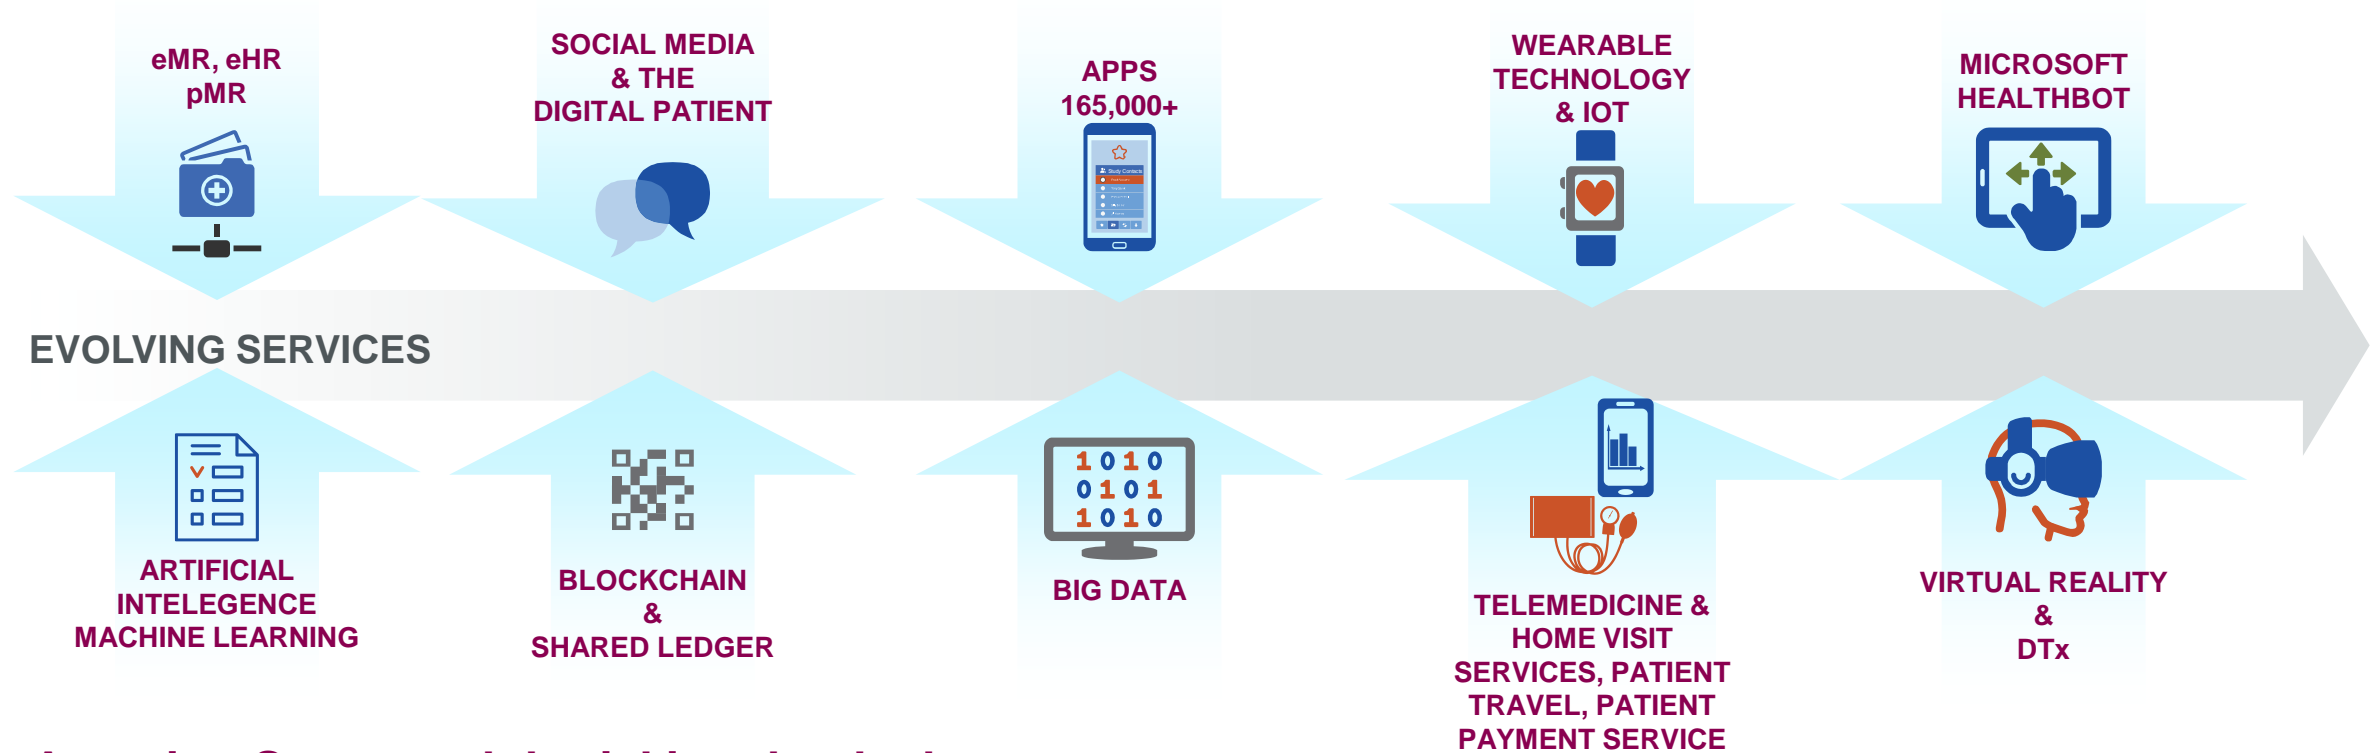 eMR, eHR
pMR
SOCIAL MEDIA
& THE
DIGITAL PATIENT
APPS
165,000+
Study Contacts
WEARABLE
TECHNOLOGY
& IOT
MICROSOFT
HEALTHBOT
EVOLVING SERVICES
ARTIFICIAL
INTELEGENCE
MACHINE LEARNING
BLOCKCHAIN
&
SHARED LEDGER
1 0 1 0
0 1 0 1
1 0 1 0
BIG DATA
TELEMEDICINE &
HOME VISIT
SERVICES, PATIENT
TRAVEL, PATIENT
PAYMENT SERVICE
VIRTUAL REALITY
&
DTx